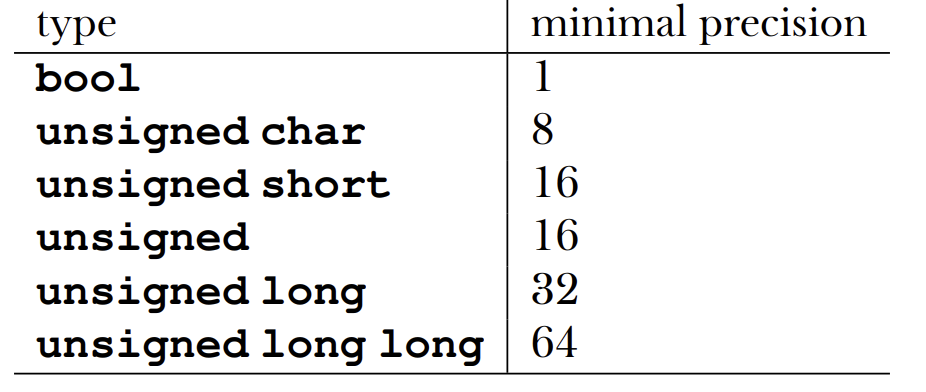 type minimal precision
bool 1
unsigned char 8
unsigned short 16
unsigned 16
unsigned long 32
unsigned long long 64